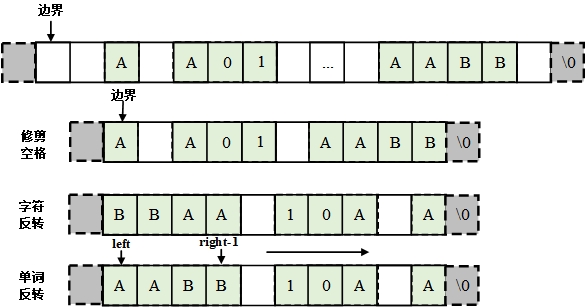 边界
A A 0 1 ... A A B B \0
边界
修剪
空格
A A 0 1 A A B B \0
字符
反转
B B A A 1 0 A A \0
left right-1
单词
反转
A A B B 1 0 A A \0